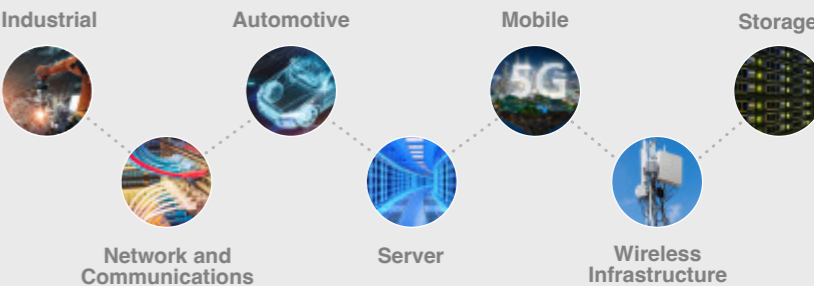 Industrial
Automotive
Mobile
Storage
5G
Network and
Communications
Server
Wireless
Infrastructure